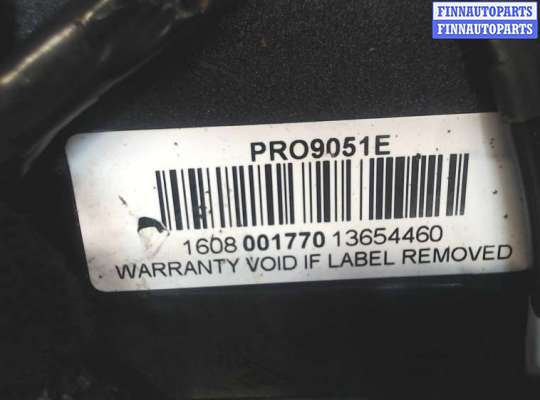 FINNAUTOPARTS
FINNAUTOPARTS
PRO9051E
1608 001770 13654460
WARRANTY VOID IF LABEL REMOVED